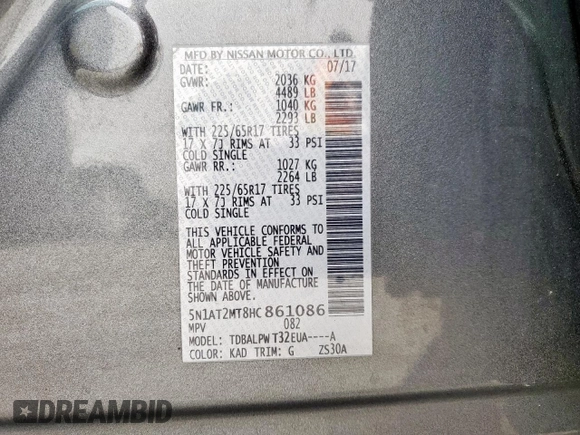 MFD BY NISSAN MOTOR CO., LTD.
DATE: 07/17
GVWR: 2036 KG
4489 LB
GAWR FR.: 1040 KG
2293 LB
WITH 225/65R17 TIRES
17 X 7J RIMS AT 33 PSI
COLD SINGLE
GAWR RR.: 1027 KG
2264 LB
WITH 225/65R17 TIRES
17 X 7J RIMS AT 33 PSI
COLD SINGLE
THIS VEHICLE CONFORMS TO
ALL APPLICABLE FEDERAL
MOTOR VEHICLE SAFETY AND
THEFT PREVENTION
STANDARDS IN EFFECT ON
THE DATE OF MANUFACTURE
SHOWN ABOVE.
5N1AT2MT8HC861086
MPV 082
MODEL: TDBALPW T32EUA----A
COLOR: KAD TRIM: G ZS30A
DREAMBID